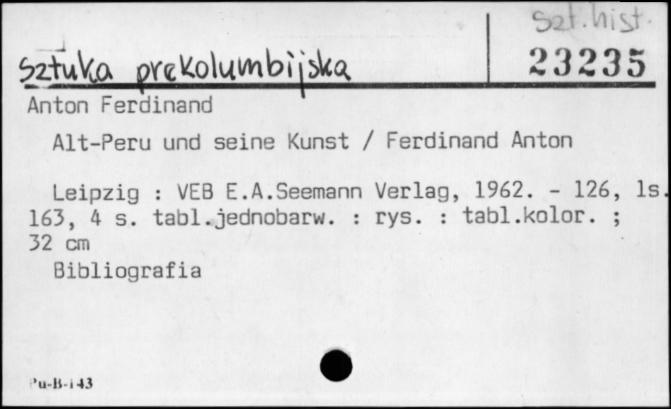 Szt. hist.
Sztuka prekolumbijska 23235
Anton Ferdinand
Alt-Peru und seine Kunst / Ferdinand Anton
Leipzig : VEB E.A.Seemann Verlag, 1962. - 126, 1s.
163, 4 s. tabl.jednobarw. : rys. : tabl.kolor. ;
32 cm
Bibliografia
Pu-B-143